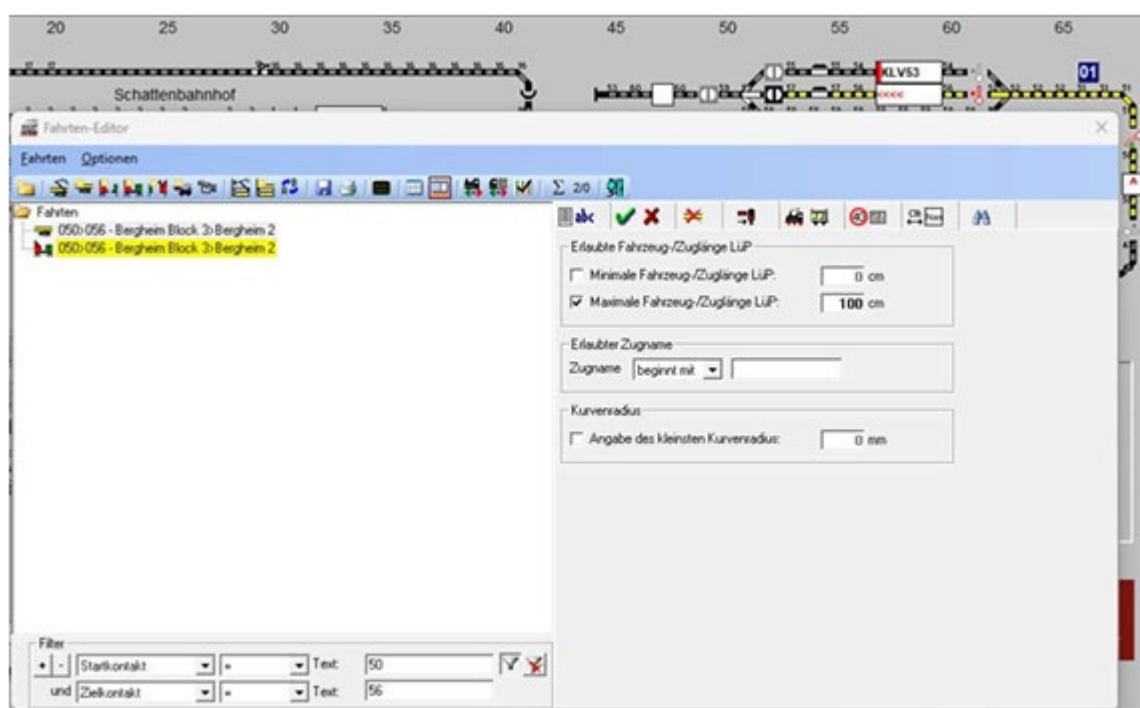 20 25 30 35 40 45 50 55 60 65
KLV53
01
Schattenbahnhof
<<<<
Fahrten-Editor
Fahrten Optionen
Σ 2/0
Fahrten
050>056 - Bergheim Block 3>Bergheim 2
050>056 - Bergheim Block 3>Bergheim 2
abc
Erlaubte Fahrzeug-/Zuglänge LüP
Minimale Fahrzeug-/Zuglänge LüP: 0 cm
Maximale Fahrzeug-/Zuglänge LüP: 100 cm
Erlaubter Zugname
Zugname beginnt mit
Kurvenradius
Angabe des kleinsten Kurvenradius: 0 mm
Filter
+ - Startkontakt = Text: 50
und Zielkontakt = Text: 56